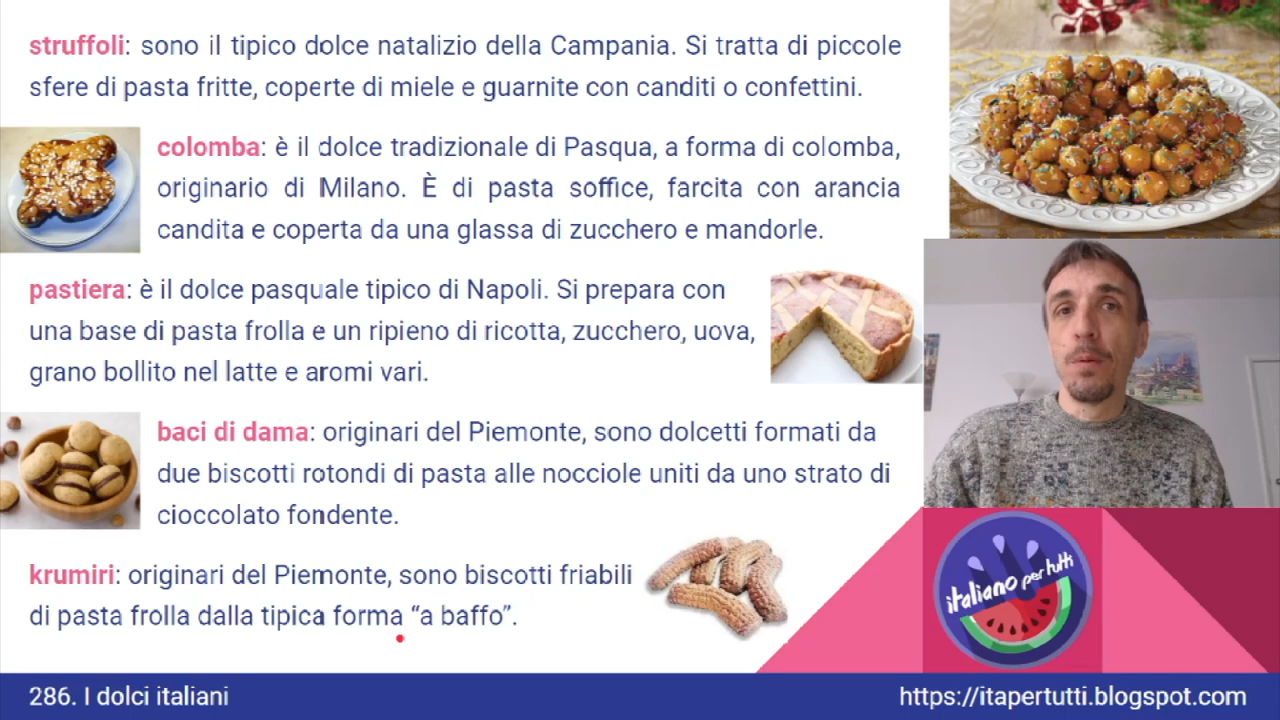 struffoli: sono il tipico dolce natalizio della Campania. Si tratta di piccole
sfere di pasta fritte, coperte di miele e guarnite con canditi o confettini.
colomba: è il dolce tradizionale di Pasqua, a forma di colomba,
originario di Milano. È di pasta soffice, farcita con arancia
candita e coperta da una glassa di zucchero e mandorle.
pastiera: è il dolce pasquale tipico di Napoli. Si prepara con
una base di pasta frolla e un ripieno di ricotta, zucchero, uova,
grano bollito nel latte e aromi vari.
baci di dama: originari del Piemonte, sono dolcetti formati da
due biscotti rotondi di pasta alle nocciole uniti da uno strato di
cioccolato fondente.
krumiri: originari del Piemonte, sono biscotti friabili
di pasta frolla dalla tipica forma “a baffo”.
italiano per tutti
286. I dolci italiani
https://itapertutti.blogspot.com